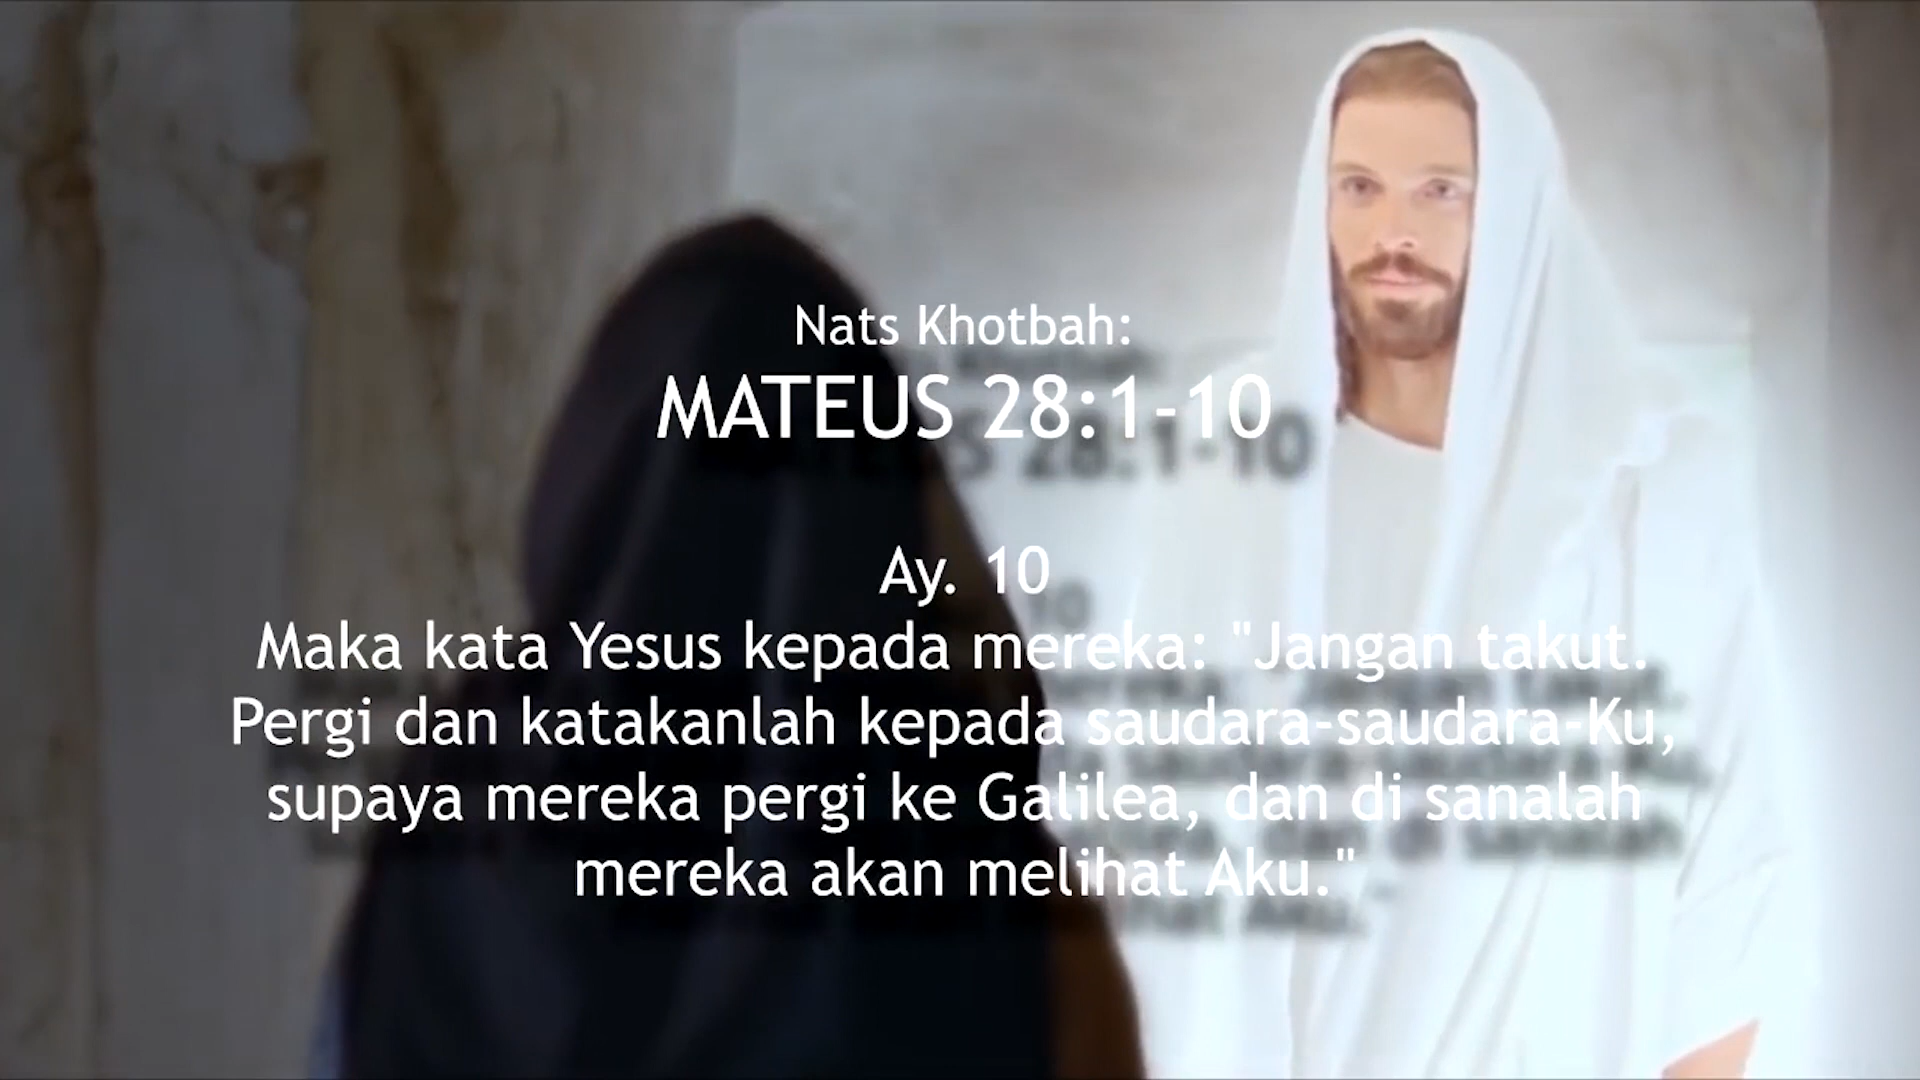 Nats Khotbah:
MATEUS 28:1-10
Ay. 10
Maka kata Yesus kepada mereka: "Jangan takut.
Pergi dan katakanlah kepada saudara-saudara-Ku,
supaya mereka pergi ke Galilea, dan di sanalah
mereka akan melihat Aku."